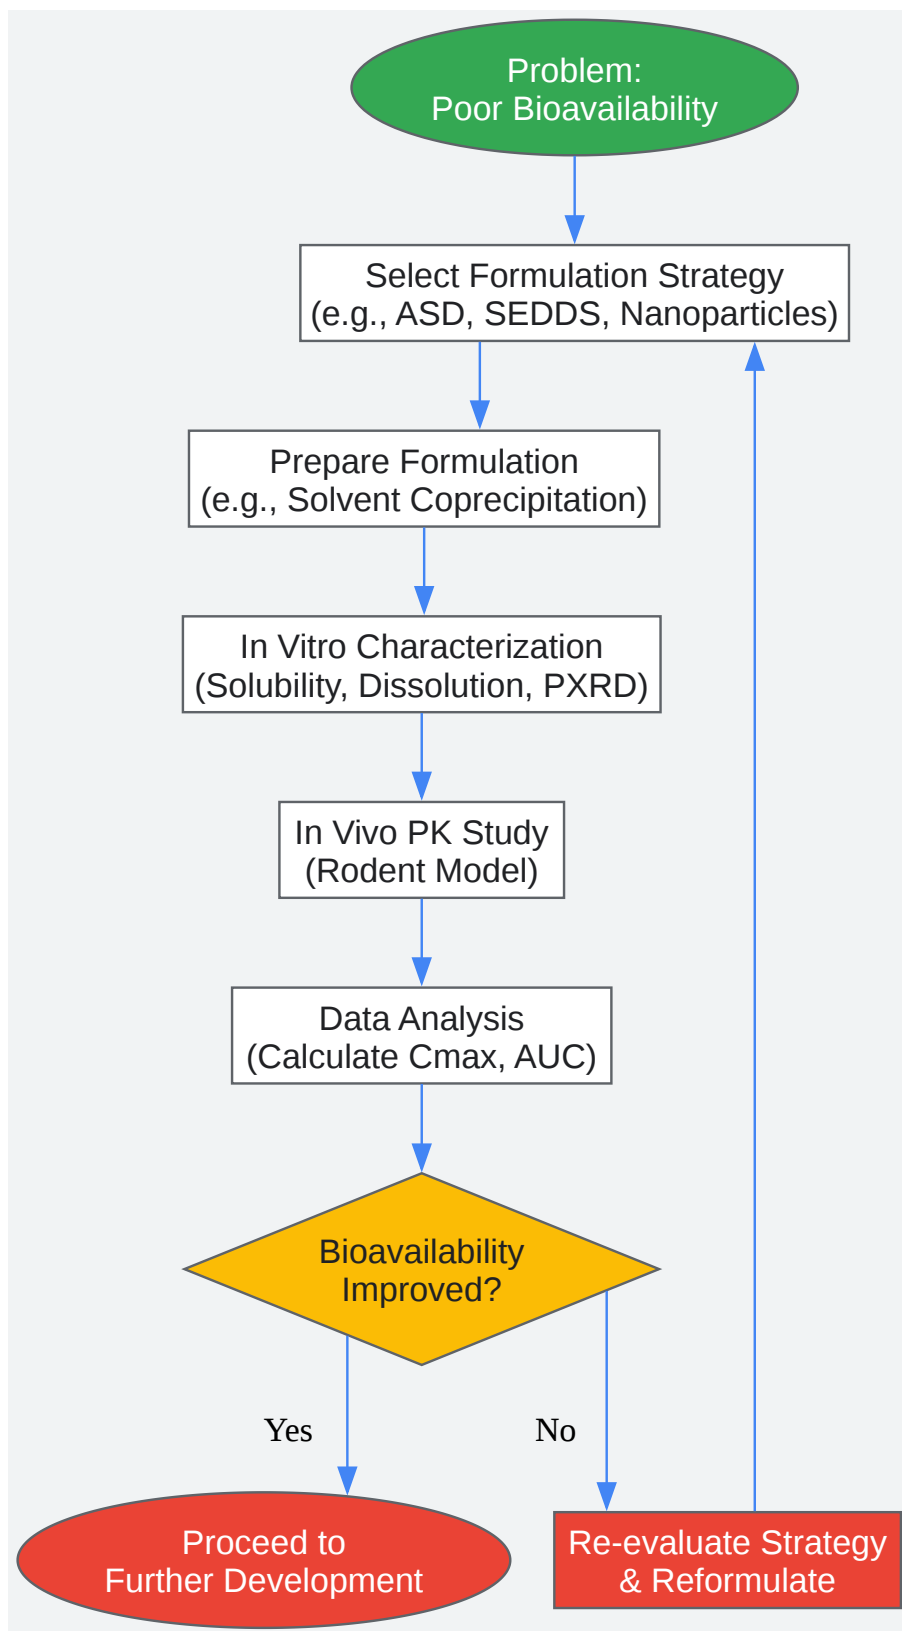 Problem:
Poor Bioavailability
Select Formulation Strategy
(e.g., ASD, SEDDS, Nanoparticles)
Prepare Formulation
(e.g., Solvent Coprecipitation)
In Vitro Characterization
(Solubility, Dissolution, PXRD)
In Vivo PK Study
(Rodent Model)
Data Analysis
(Calculate Cmax, AUC)
Bioavailability
Improved?
Yes
No
Proceed to
Further Development
Re-evaluate Strategy
& Reformulate